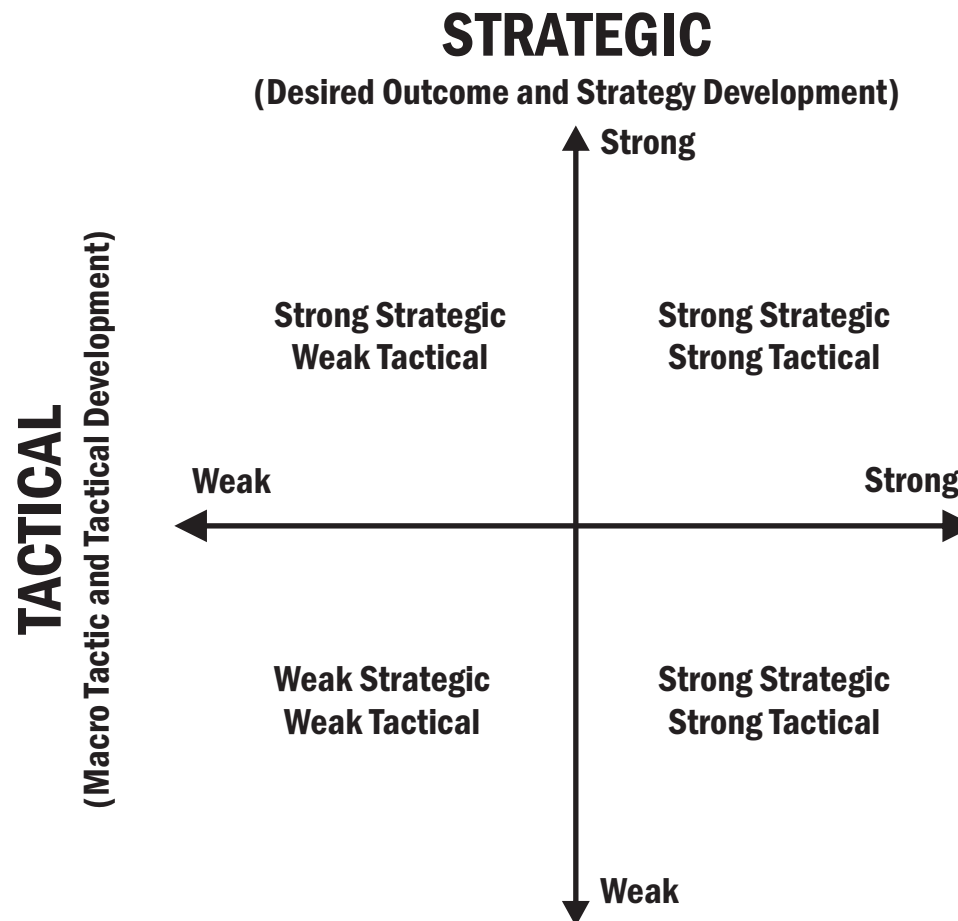 STRATEGIC
(Desired Outcome and Strategy Development)
Strong
TACTICAL
(Macro Tactic and Tactical Development)
Strong Strategic
Weak Tactical
Strong Strategic
Strong Tactical
Weak
Strong
Weak Strategic
Weak Tactical
Strong Strategic
Strong Tactical
Weak